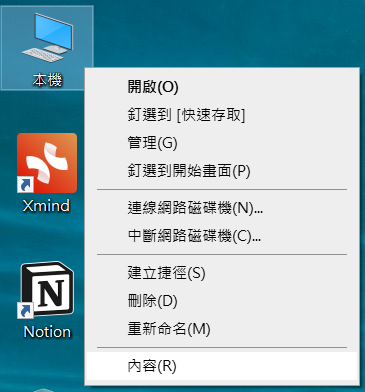 本機
開啟(O)
釘選到 [快速存取]
管理(G)
釘選到開始畫面(P)
連線網路磁碟機(N)...
中斷網路磁碟機(C)...
建立捷徑(S)
刪除(D)
重新命名(M)
內容(R)
Xmind
N
Notion